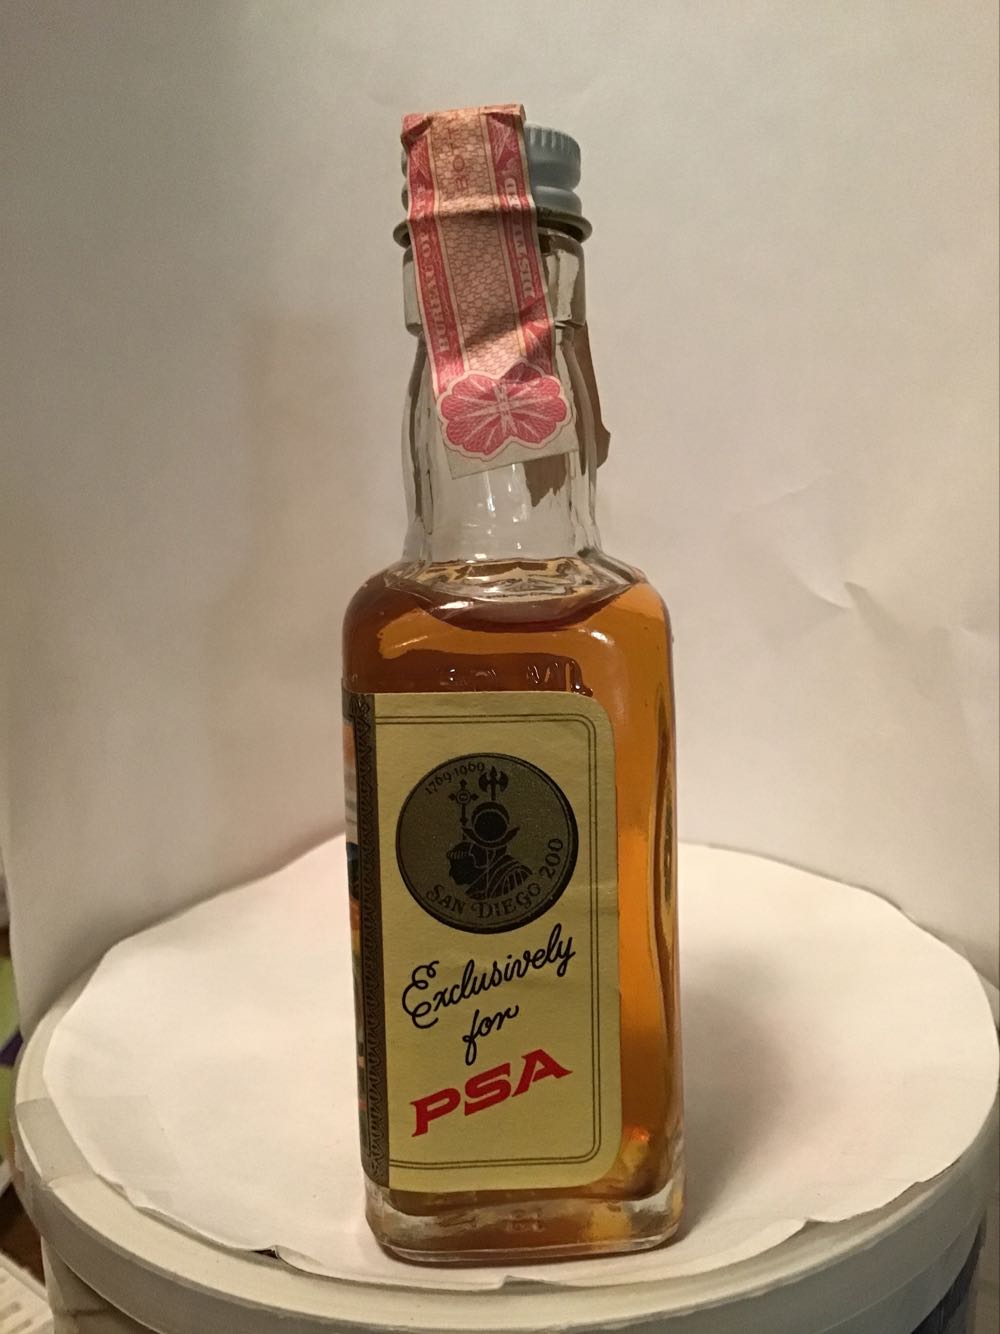 1769-1969
SAN DIEGO 200
Exclusively
for
PSA